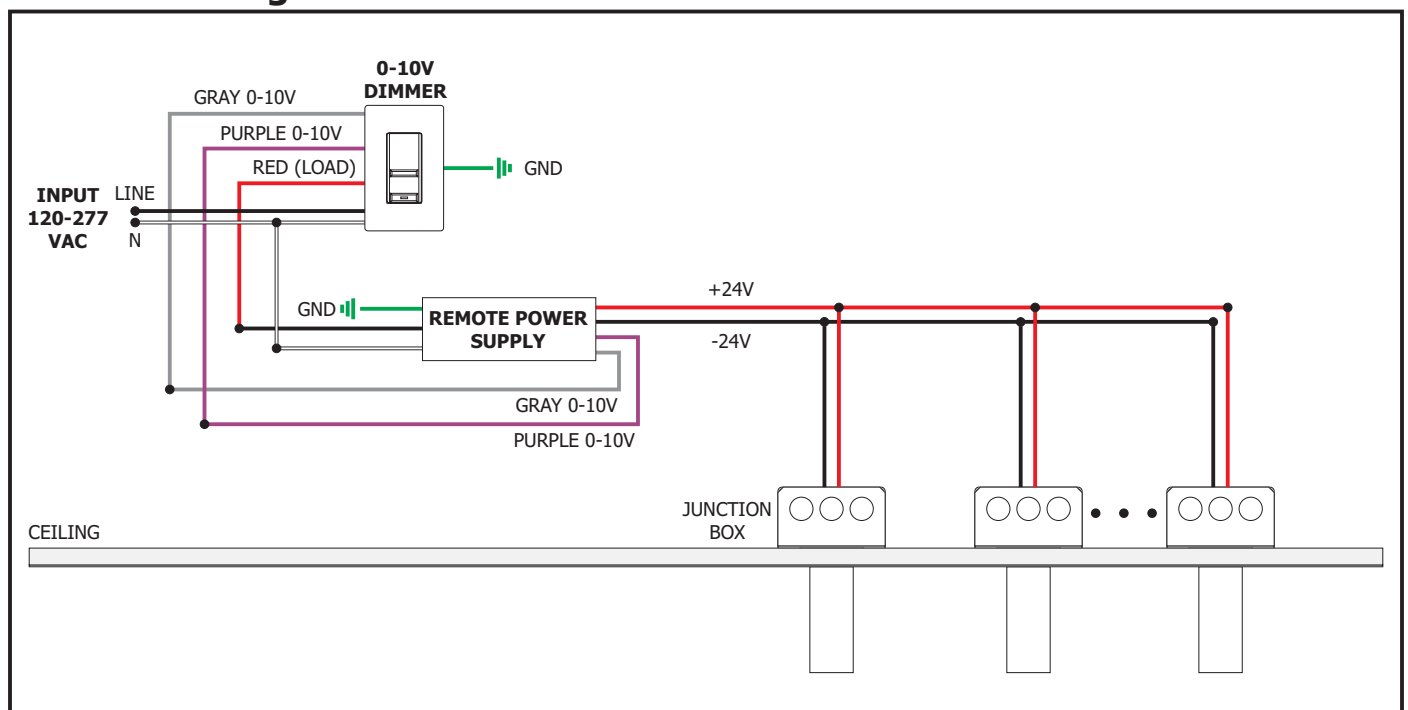 0-10V
DIMMER
GRAY 0-10V
PURPLE 0-10V
RED (LOAD)
GND
INPUT
120-277
VAC
LINE
N
GND
REMOTE POWER
SUPPLY
+24V
-24V
GRAY 0-10V
PURPLE 0-10V
JUNCTION
BOX
CEILING